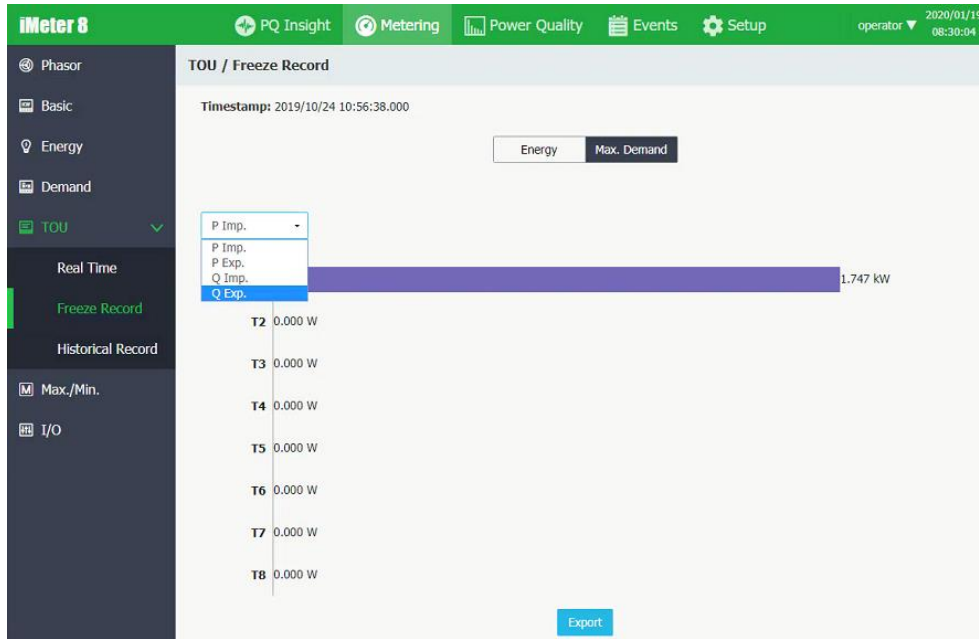 iMeter 8
PQ Insight
Metering
Power Quality
Events
Setup
operator ▼
2020/01/19
08:30:04
Phasor
Basic
Energy
Demand
TOU
Real Time
Freeze Record
Historical Record
M Max./Min.
I/O
TOU / Freeze Record
Timestamp: 2019/10/24 10:56:38.000
Energy
Max. Demand
P Imp.
P Imp.
P Exp.
Q Imp.
Q Exp.
1.747 kW
T2 0.000 W
T3 0.000 W
T4 0.000 W
T5 0.000 W
T6 0.000 W
T7 0.000 W
T8 0.000 W
Export